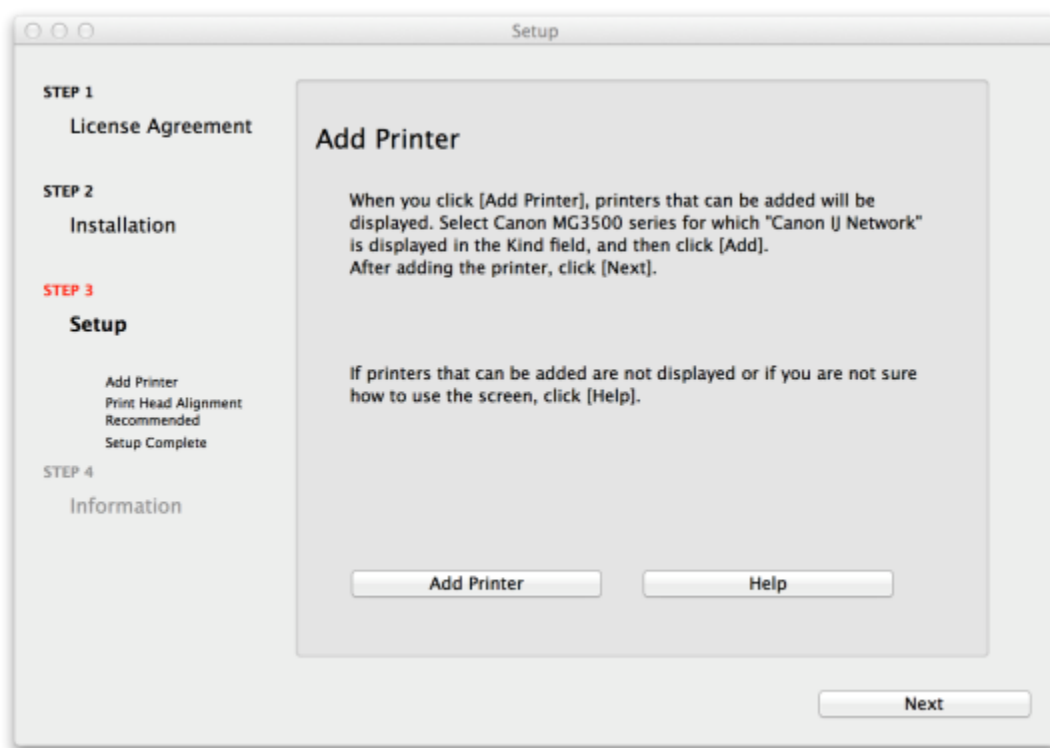 Setup
STEP 1
License Agreement
STEP 2
Installation
STEP 3
Setup
Add Printer
Print Head Alignment
Recommended
Setup Complete
STEP 4
Information
Add Printer
When you click [Add Printer], printers that can be added will be
displayed. Select Canon MG3500 series for which "Canon IJ Network"
is displayed in the Kind field, and then click [Add].
After adding the printer, click [Next].
If printers that can be added are not displayed or if you are not sure
how to use the screen, click [Help].
Add Printer
Help
Next